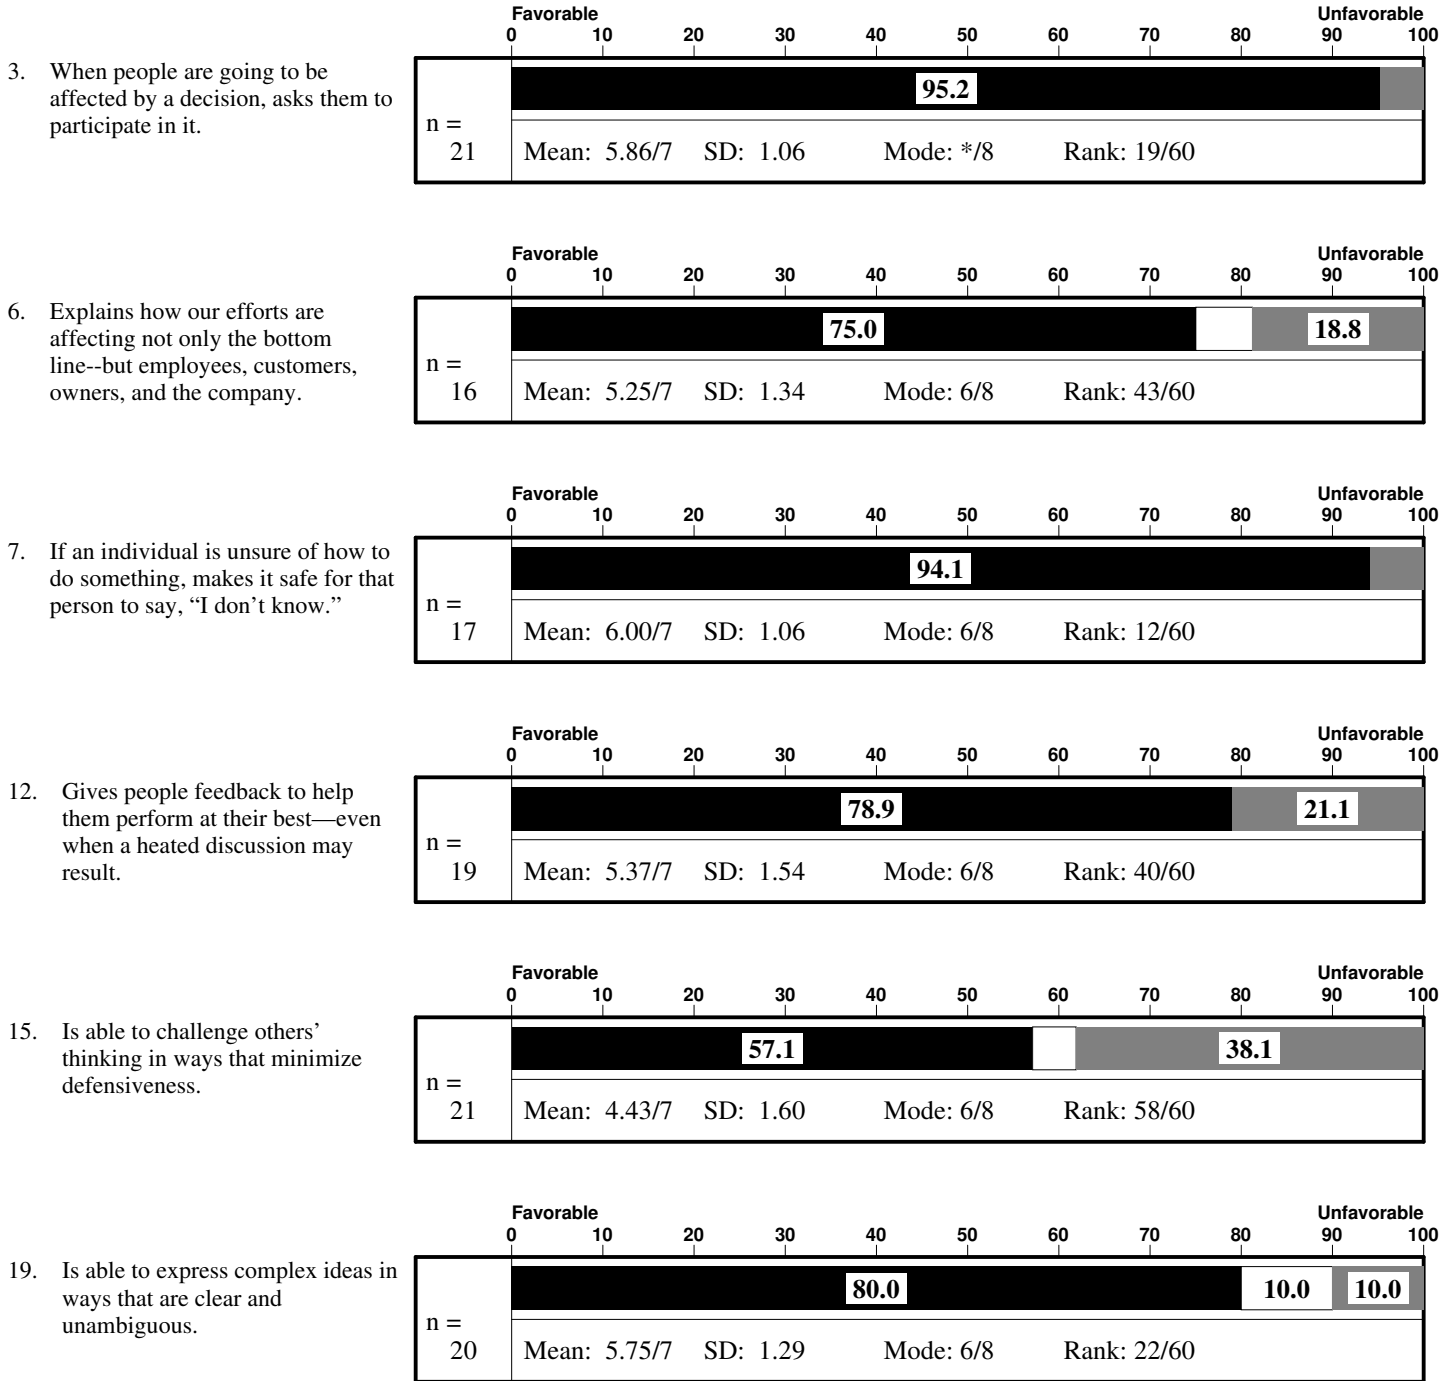 Favorable Unfavorable
0 10 20 30 40 50 60 70 80 90 100
3. When people are going to be
affected by a decision, asks them to
participate in it.
95.2
n =
21 Mean: 5.86/7 SD: 1.06 Mode: */8 Rank: 19/60
Favorable Unfavorable
0 10 20 30 40 50 60 70 80 90 100
6. Explains how our efforts are
affecting not only the bottom
line--but employees, customers,
owners, and the company.
75.0 18.8
n =
16 Mean: 5.25/7 SD: 1.34 Mode: 6/8 Rank: 43/60
Favorable Unfavorable
0 10 20 30 40 50 60 70 80 90 100
7. If an individual is unsure of how to
do something, makes it safe for that
person to say, “I don’t know.”
94.1
n =
17 Mean: 6.00/7 SD: 1.06 Mode: 6/8 Rank: 12/60
Favorable Unfavorable
0 10 20 30 40 50 60 70 80 90 100
12. Gives people feedback to help
them perform at their best—even
when a heated discussion may
result.
78.9 21.1
n =
19 Mean: 5.37/7 SD: 1.54 Mode: 6/8 Rank: 40/60
Favorable Unfavorable
0 10 20 30 40 50 60 70 80 90 100
15. Is able to challenge others’
thinking in ways that minimize
defensiveness.
57.1 38.1
n =
21 Mean: 4.43/7 SD: 1.60 Mode: 6/8 Rank: 58/60
Favorable Unfavorable
0 10 20 30 40 50 60 70 80 90 100
19. Is able to express complex ideas in
ways that are clear and
unambiguous.
80.0 10.0 10.0
n =
20 Mean: 5.75/7 SD: 1.29 Mode: 6/8 Rank: 22/60